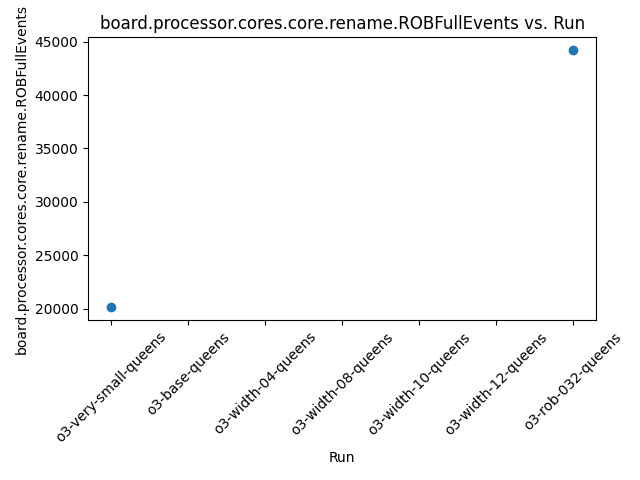 board.processor.cores.core.rename.ROBFullEvents vs. Run
board.processor.cores.core.rename.ROBFullEvents
45000
40000
35000
30000
25000
20000
o3-very-small-queens
o3-base-queens
o3-width-04-queens
o3-width-08-queens
o3-width-10-queens
o3-width-12-queens
o3-rob-032-queens
Run